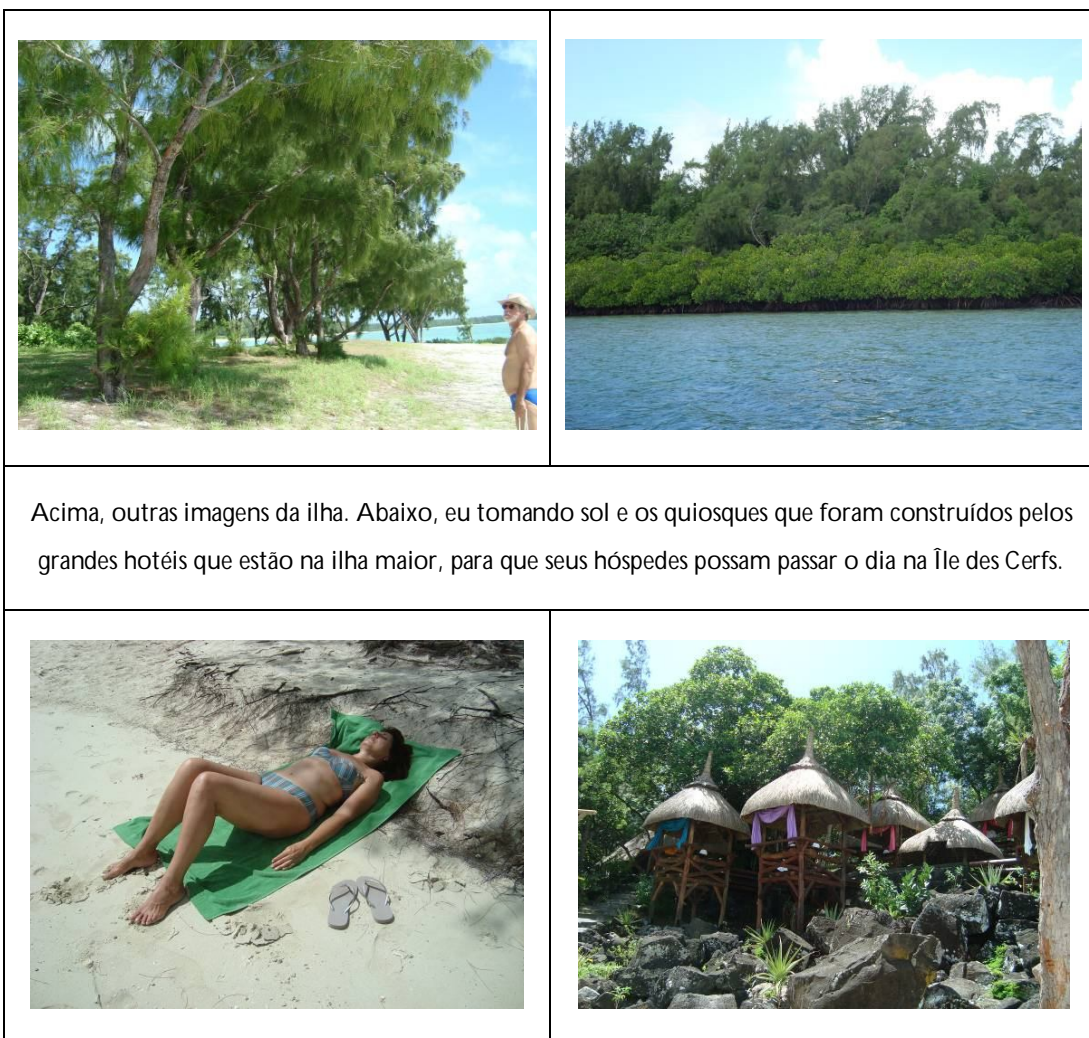 Acima, outras imagens da ilha. Abaixo, eu tomando sol e os quiosques que foram construídos pelos
grandes hotéis que estão na ilha maior, para que seus hóspedes possam passar o dia na Île des Cerfs.